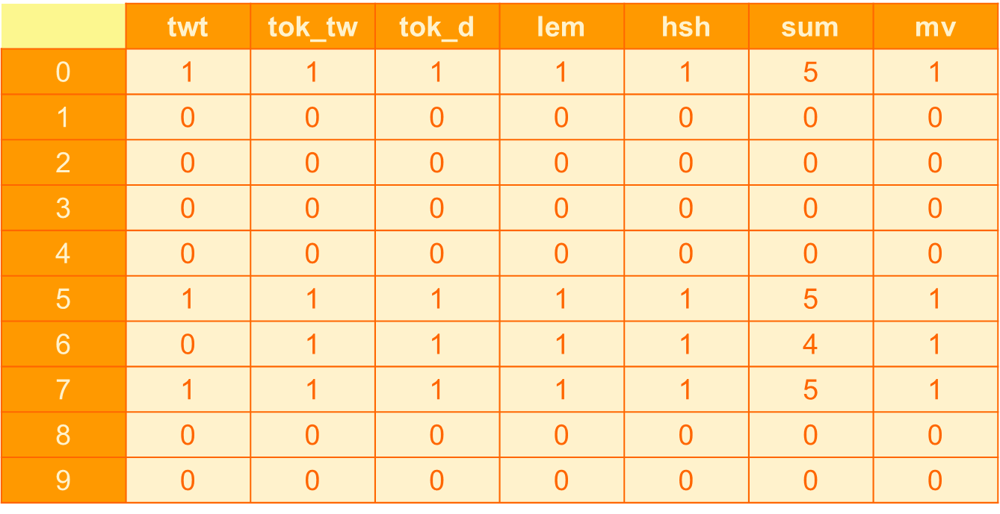 twt tok_tw tok_d lem hsh sum mv
0 1 1 1 1 1 5 1
1 0 0 0 0 0 0 0
2 0 0 0 0 0 0 0
3 0 0 0 0 0 0 0
4 0 0 0 0 0 0 0
5 1 1 1 1 1 5 1
6 0 1 1 1 1 4 1
7 1 1 1 1 1 5 1
8 0 0 0 0 0 0 0
9 0 0 0 0 0 0 0